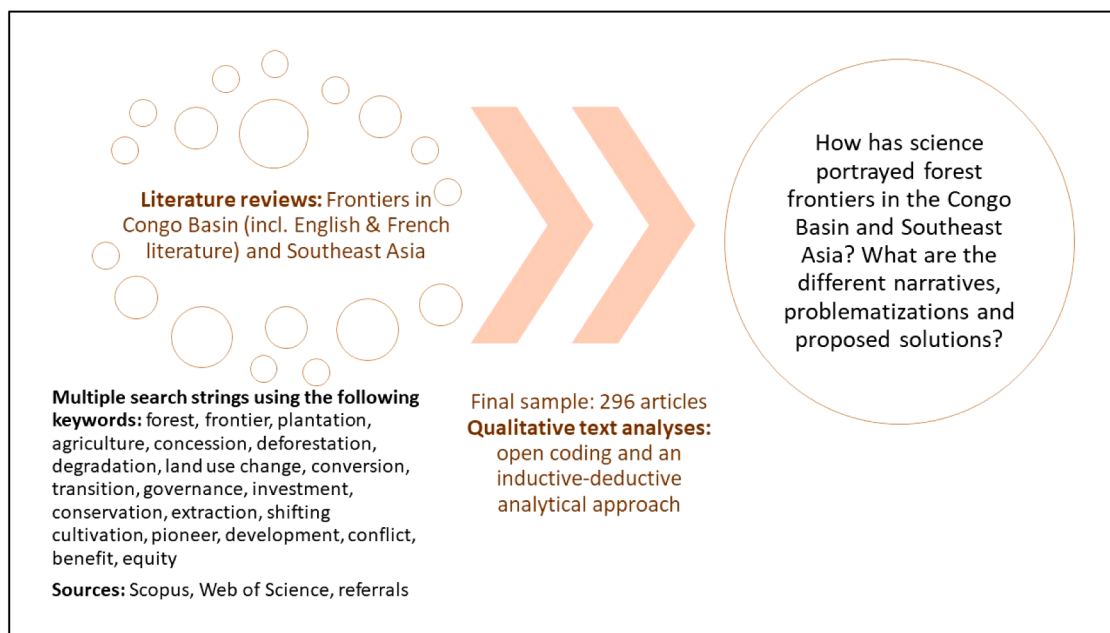 Literature reviews: Frontiers in
Congo Basin (incl. English & French
literature) and Southeast Asia
Multiple search strings using the following
keywords: forest, frontier, plantation,
agriculture, concession, deforestation,
degradation, land use change, conversion,
transition, governance, investment,
conservation, extraction, shifting
cultivation, pioneer, development, conflict,
benefit, equity
Sources: Scopus, Web of Science, referrals
Final sample: 296 articles
Qualitative text analyses:
open coding and an
inductive-deductive
analytical approach
How has science
portrayed forest
frontiers in the Congo
Basin and Southeast
Asia? What are the
different narratives,
problematizations and
proposed solutions?